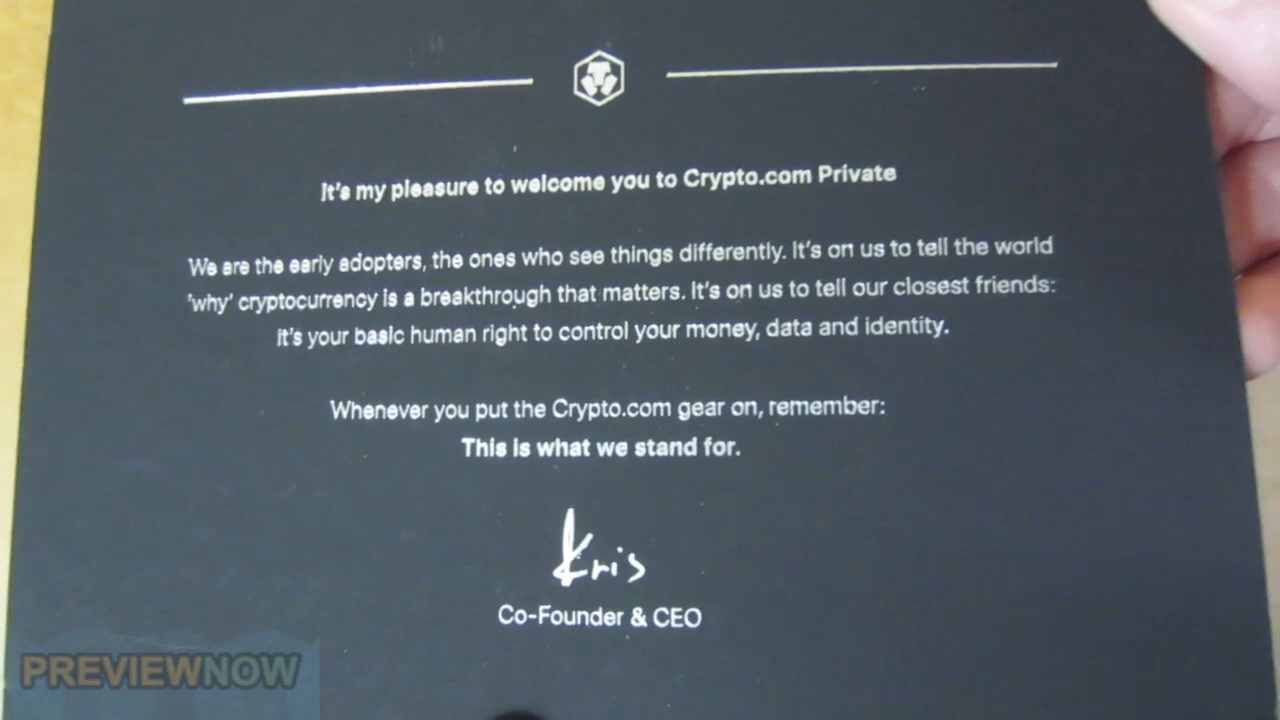 It's my pleasure to welcome you to Crypto.com Private
We are the early adopters, the ones who see things differently. It's on us to tell the world
'why' cryptocurrency is a breakthrough that matters. It's on us to tell our closest friends:
it's your basic human right to control your money, data and identity.
Whenever you put the Crypto.com gear on, remember:
This is what we stand for.
Kris
Co-Founder & CEO
PREVIEWNOW